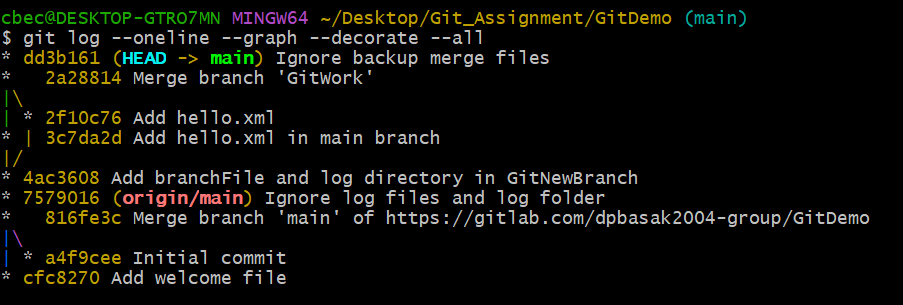 cbec@DESKTOP-GTRO7MN MINGW64 ~/Desktop/Git_Assignment/GitDemo (main)
$ git log --oneline --graph --decorate --all
* dd3b161 (HEAD -> main) Ignore backup merge files
*   2a28814 Merge branch 'GitWork'
|\
| * 2f10c76 Add hello.xml
* | 3c7da2d Add hello.xml in main branch
|/
* 4ac3608 Add branchFile and log directory in GitNewBranch
* 7579016 (origin/main) Ignore log files and log folder
*   816fe3c Merge branch 'main' of https://gitlab.com/dpbasak2004-group/GitDemo
|\
| * a4f9cee Initial commit
* cfc8270 Add welcome file